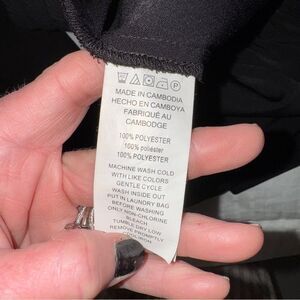 MADE IN CAMBODIA
HECHO EN CAMBOYA
FABRIQUÉ AU
CAMBODGE
100% POLYESTER
100% poliéster
100% POLYESTER
MACHINE WASH COLD
WITH LIKE COLORS
GENTLE CYCLE
WASH INSIDE OUT
PUT IN LAUNDRY BAG
BEFORE WASHING
ONLY NON-CHLORINE
BLEACH
TUMBLE DRY LOW
REMOVE PROMPTLY